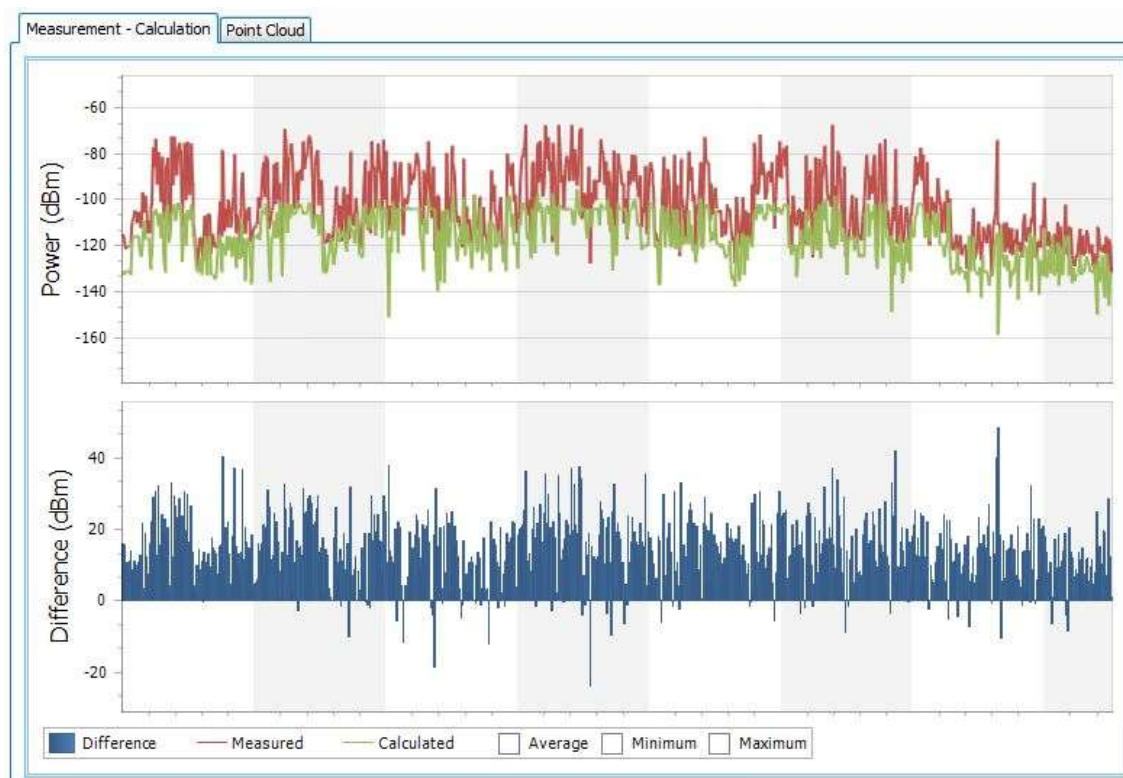 Measurement - Calculation Point Cloud
-60
-80
-100
-120
-140
-160
Power (dBm)
40
20
0
-20
Difference (dBm)
Difference Measured Calculated Average Minimum Maximum